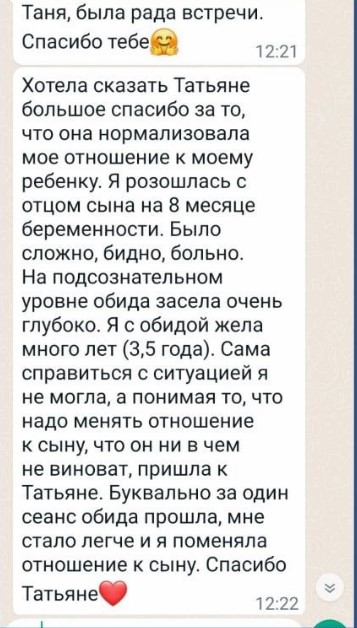 Таня, была рада встречи.
Спасибо тебе🤗
12:21
Хотела сказать Татьяне
большое спасибо за то,
что она нормализовала
мое отношение к моему
ребенку. Я розошлась с
отцом сына на 8 месяце
беременности. Было
сложно, бидно, больно.
На подсознательном
уровне обида засела очень
глубоко. Я с обидой жела
много лет (3,5 года). Сама
справиться с ситуацией я
не могла, а понимая то, что
надо менять отношение
к сыну, что он ни в чем
не виноват, пришла к
Татьяне. Буквально за один
сеанс обида прошла, мне
стало легче и я поменяла
отношение к сыну. Спасибо
Татьяне❤️
12:22